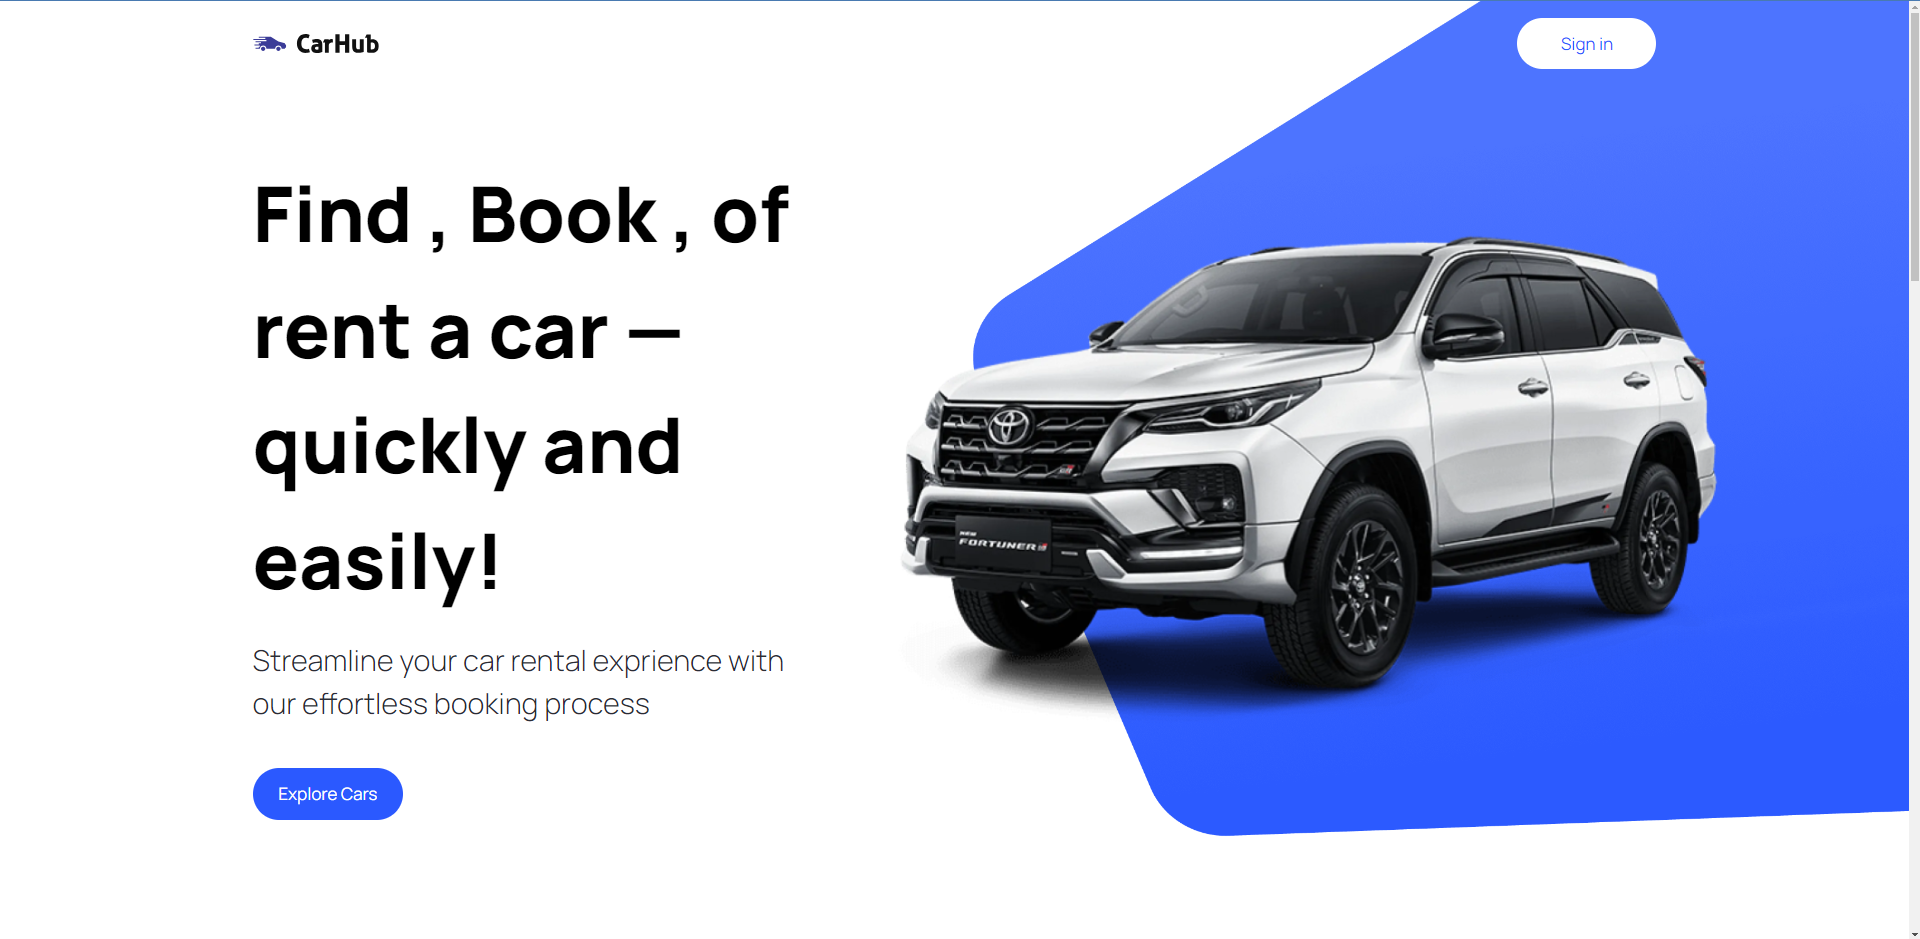 CarHub
Sign in
Find , Book , of
rent a car —
quickly and
easily!
Streamline your car rental exprience with
our effortless booking process
Explore Cars
NEW
FORTUNER